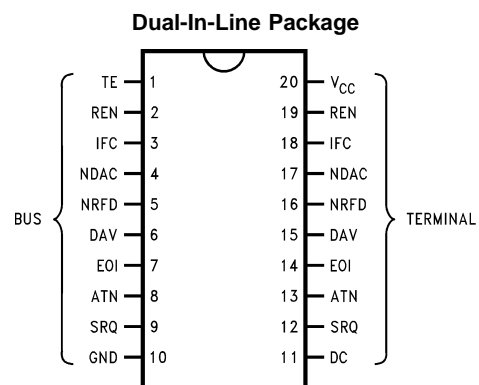 Dual-In-Line Package
TE 1 20 VCC
REN 2 19 REN
IFC 3 18 IFC
NDAC 4 17 NDAC
NRFD 5 16 NRFD
BUS DAV 6 15 DAV TERMINAL
EOI 7 14 EOI
ATN 8 13 ATN
SRQ 9 12 SRQ
GND 10 11 DC